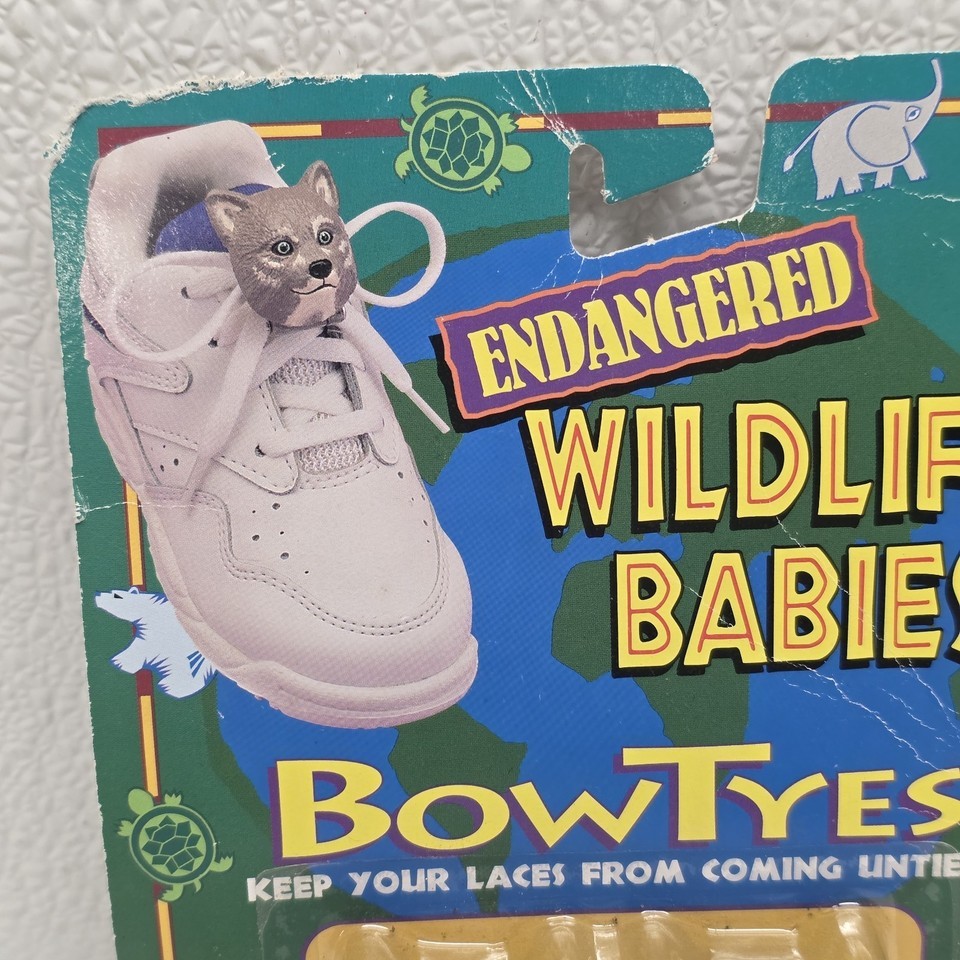 ENDANGERED
WILDLIF
BABIES
BOWTYES
KEEP YOUR LACES FROM COMING UNTIE